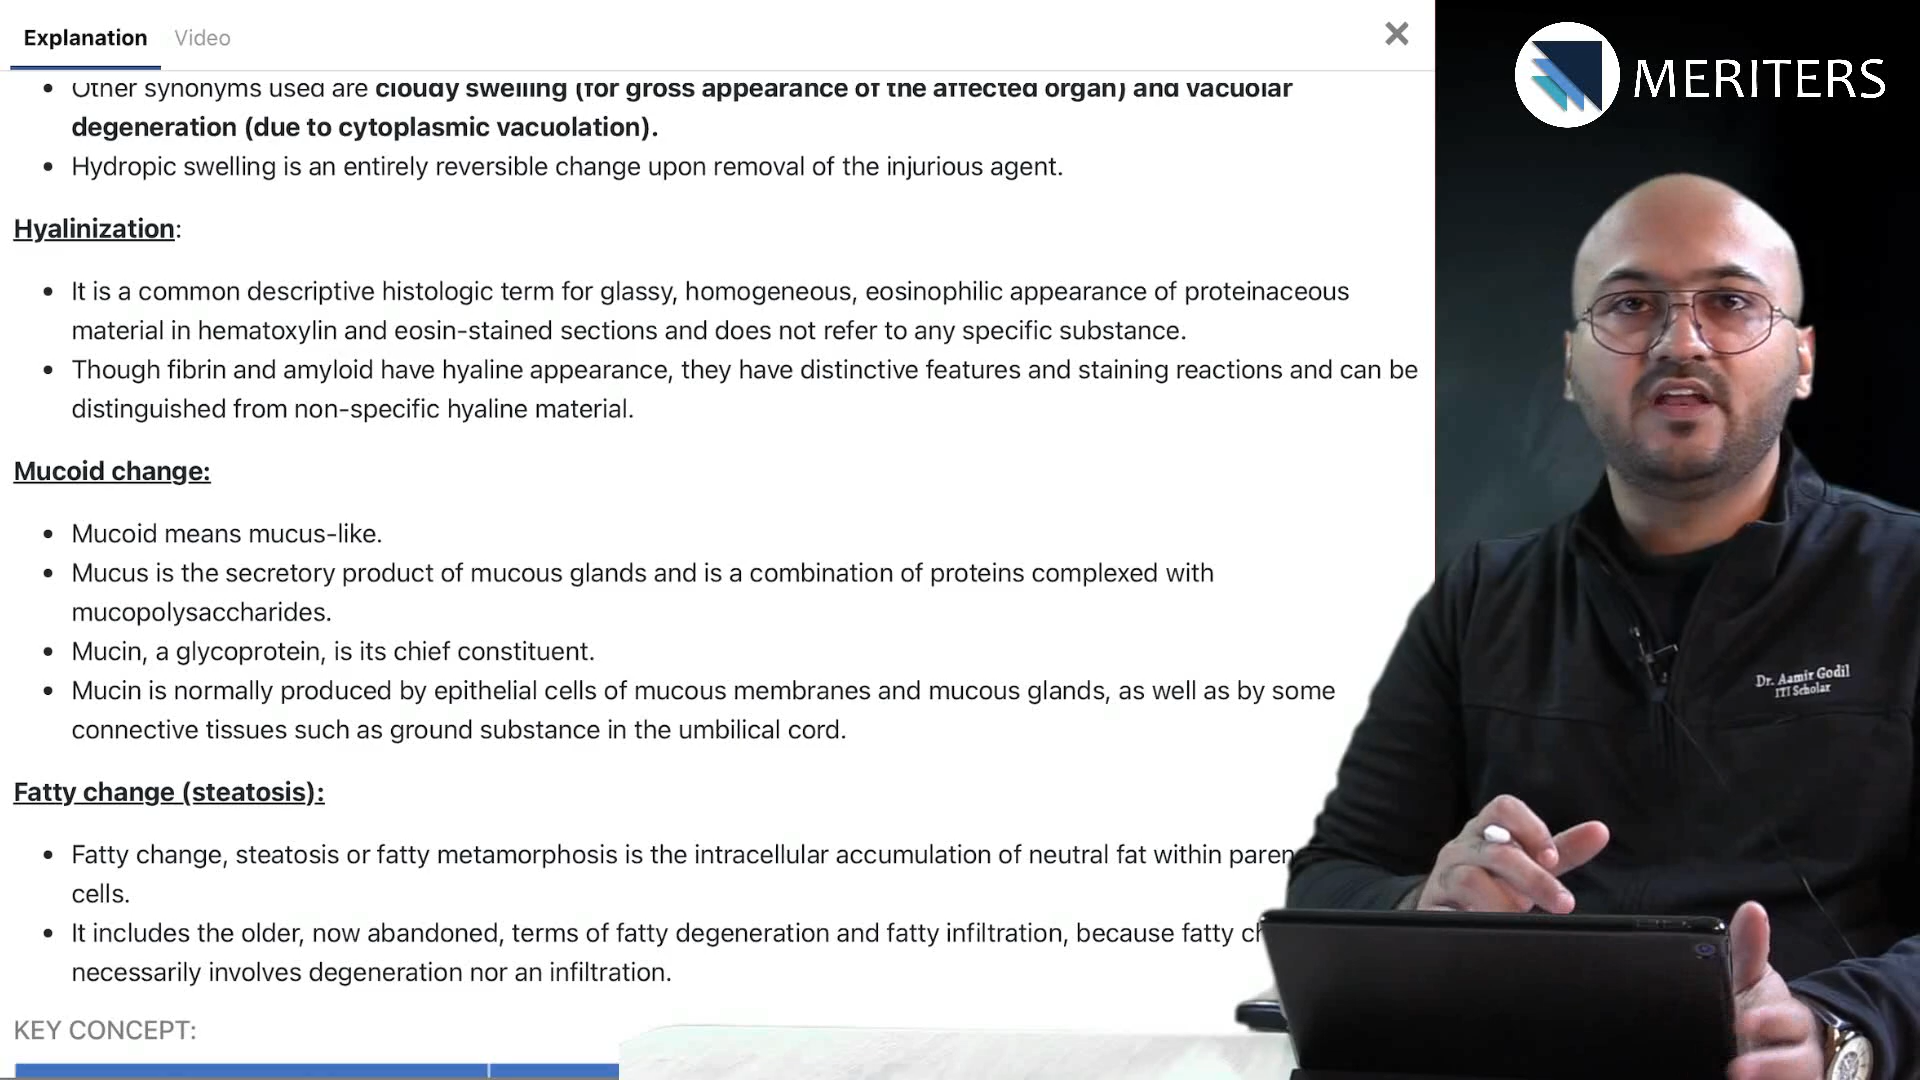 Explanation Video
MERITERS
Other synonyms used are cloudy swelling (for gross appearance of the affected organ) and vacuolar
degeneration (due to cytoplasmic vacuolation).
Hydropic swelling is an entirely reversible change upon removal of the injurious agent.
Hyalinization:
It is a common descriptive histologic term for glassy, homogeneous, eosinophilic appearance of proteinaceous
material in hematoxylin and eosin-stained sections and does not refer to any specific substance.
Though fibrin and amyloid have hyaline appearance, they have distinctive features and staining reactions and can be
distinguished from non-specific hyaline material.
Mucoid change:
Mucoid means mucus-like.
Mucus is the secretory product of mucous glands and is a combination of proteins complexed with
mucopolysaccharides.
Mucin, a glycoprotein, is its chief constituent.
Mucin is normally produced by epithelial cells of mucous membranes and mucous glands, as well as by some
connective tissues such as ground substance in the umbilical cord.
Fatty change (steatosis):
Fatty change, steatosis or fatty metamorphosis is the intracellular accumulation of neutral fat within paren
cells.
It includes the older, now abandoned, terms of fatty degeneration and fatty infiltration, because fatty c
necessarily involves degeneration nor an infiltration.
KEY CONCEPT:
Dr. Aamir Godil
ITI Scholar